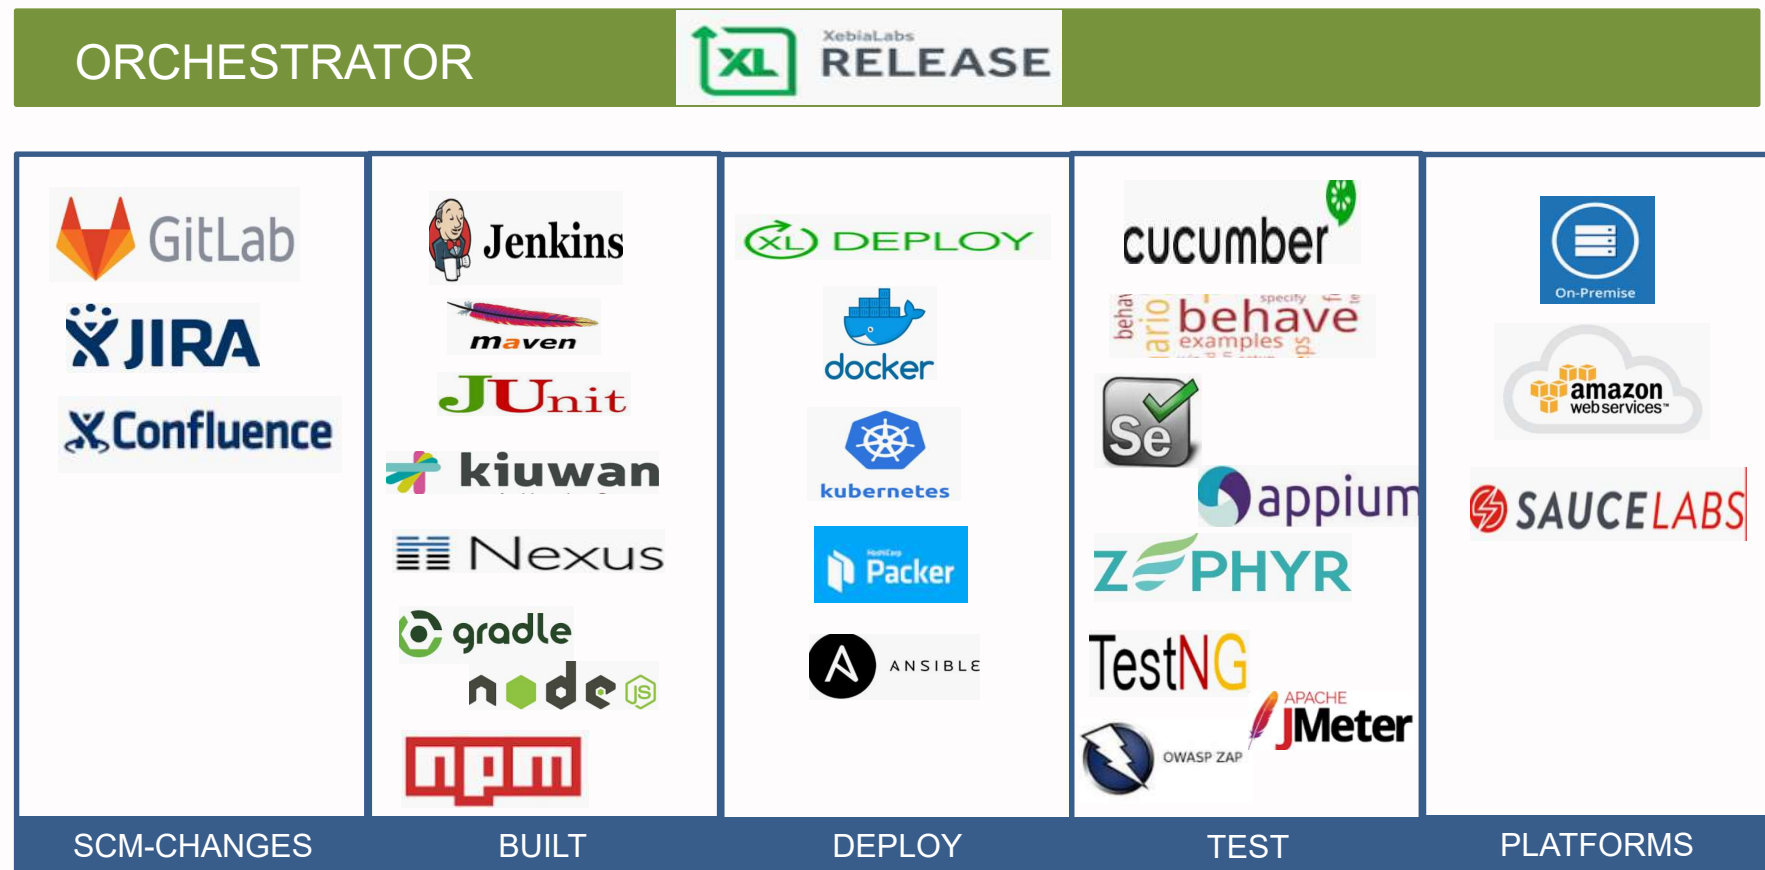 ORCHESTRATOR
XL
XebiaLabs
RELEASE
GitLab
JIRA
Confluence
SCM-CHANGES
Jenkins
maven
JUnit
kiuwan
Nexus
gradle
node
JS
npm
BUILT
XL DEPLOY
docker
kubernetes
HashiCorp
Packer
A ANSIBLE
DEPLOY
cucumber
specify
behave
examples
Se
appium
ZEPHYR
TestNG
APACHE
JMeter
OWASP ZAP
TEST
On-Premise
amazon
web services™
SAUCELABS
PLATFORMS